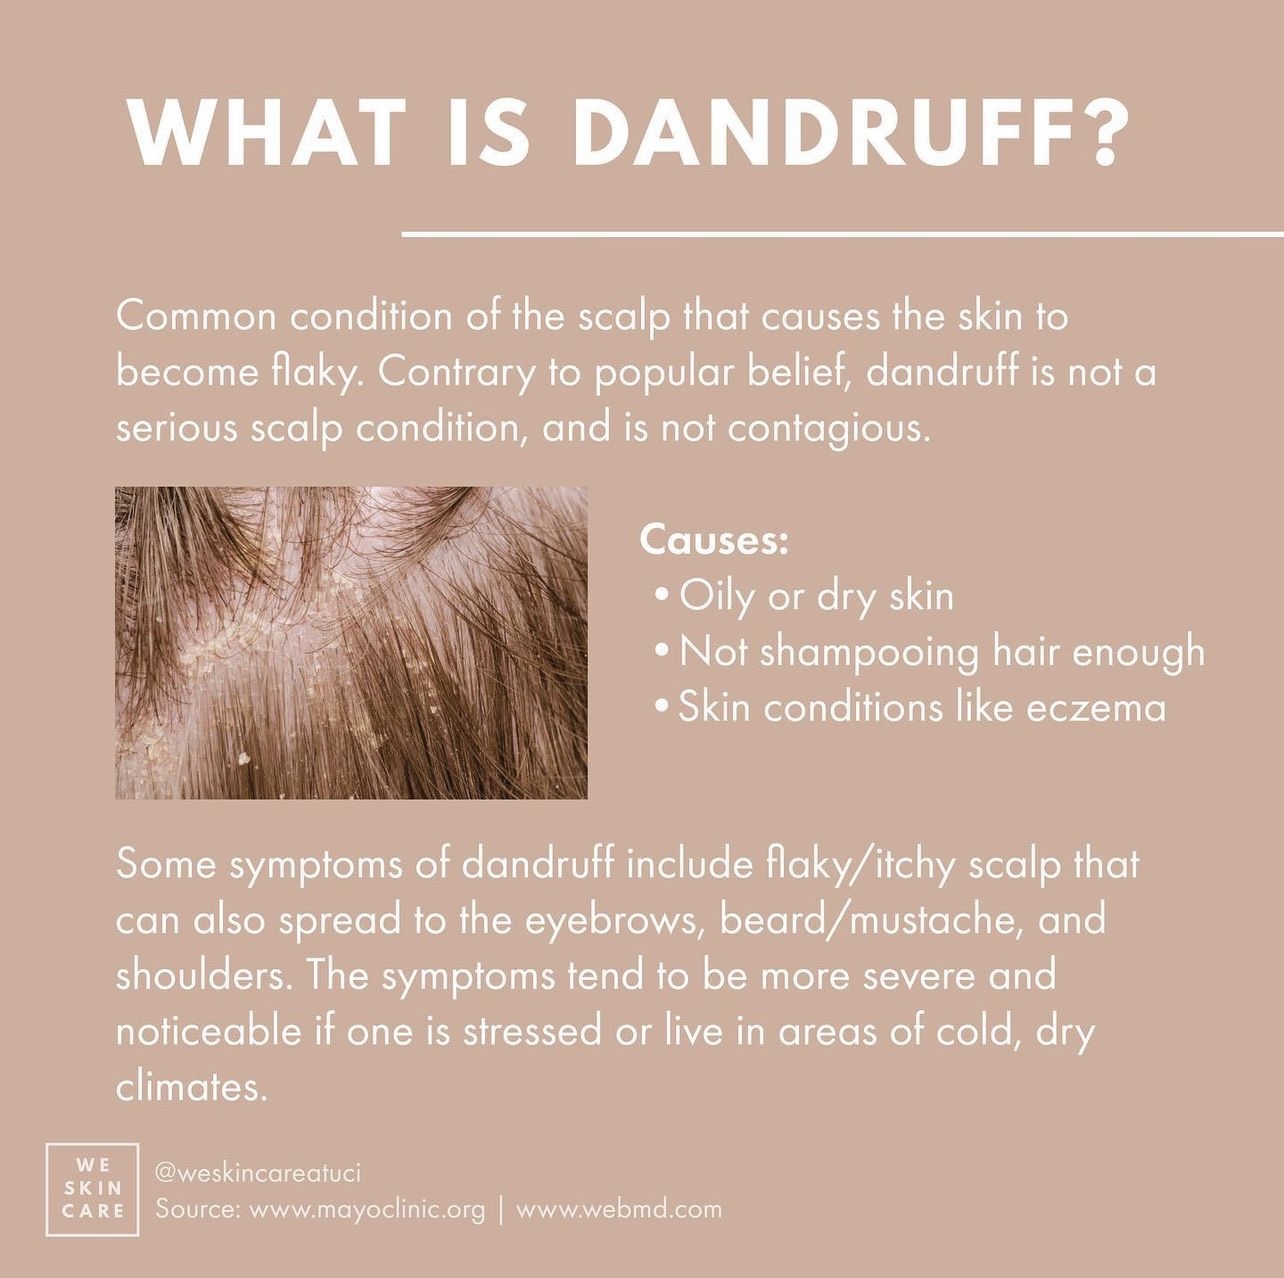 WHAT IS DANDRUFF?
Common condition of the scalp that causes the skin to
become flaky. Contrary to popular belief, dandruff is not a
serious scalp condition, and is not contagious.
Causes:
• Oily or dry skin
• Not shampooing hair enough
• Skin conditions like eczema
Some symptoms of dandruff include flaky/itchy scalp that
can also spread to the eyebrows, beard/mustache, and
shoulders. The symptoms tend to be more severe and
noticeable if one is stressed or live in areas of cold, dry
climates.
WE
SKIN
CARE
@weskincareatuci
Source: www.mayoclinic.org | www.webmd.com